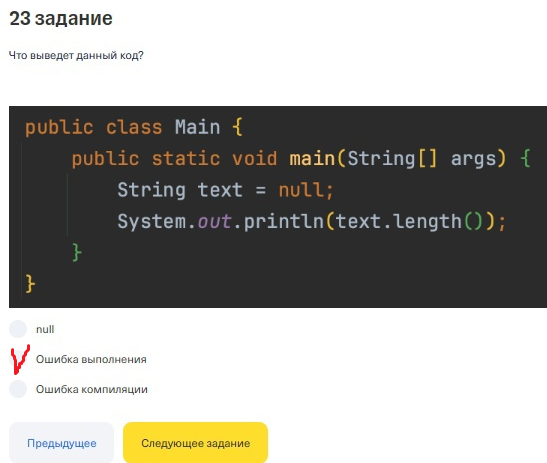 23 задание
Что выведет данный код?
public class Main {
public static void main(String[] args) {
String text = null;
System.out.println(text.length());
}
}
null
Ошибка выполнения
Ошибка компиляции
Предыдущее
Следующее задание